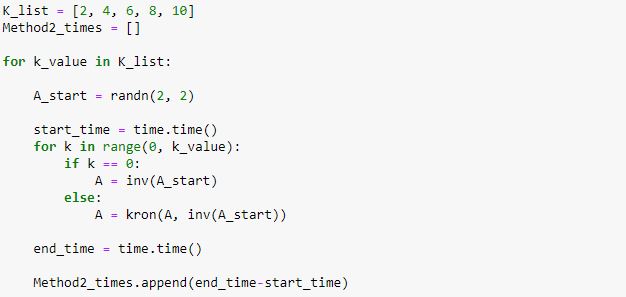 K_list = [2, 4, 6, 8, 10]
Method2_times = []
for k_value in K_list:
    A_start = randn(2, 2)
    start_time = time.time()
    for k in range(0, k_value):
        if k == 0:
            A = inv(A_start)
        else:
            A = kron(A, inv(A_start))
    end_time = time.time()
    Method2_times.append(end_time-start_time)